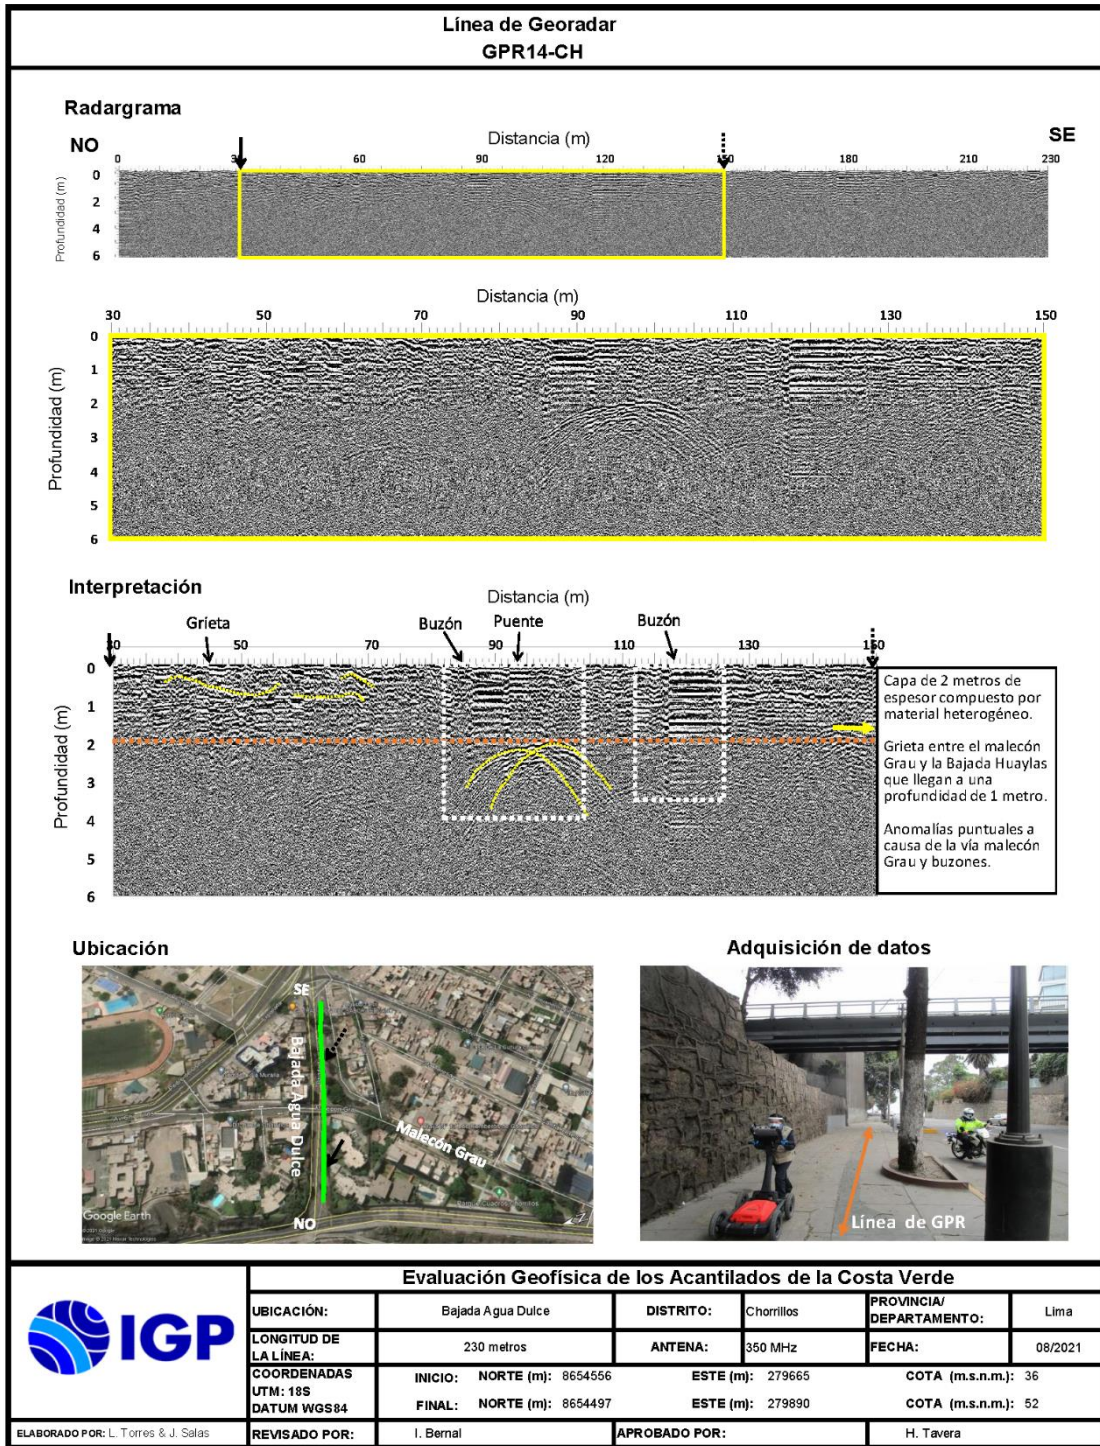 Línea de Georadar
GPR14-CH
Radargrama
NO
Distancia (m)
SE
0 30 60 90 120 150 180 210 230
Profundidad (m)
0
2
4
6
Distancia (m)
30 50 70 90 110 130 150
Profundidad (m)
0
1
2
3
4
5
6
Interpretación
Distancia (m)
Grieta
Buzón
Puente
Buzón
30 50 70 90 110 130 150
Profundidad (m)
0
1
2
3
4
5
6
Capa de 2 metros de
espesor compuesto por
material heterogéneo.
Grieta entre el malecón
Grau y la Bajada Huaylas
que llegan a una
profundidad de 1 metro.
Anomalías puntuales a
causa de la vía malecón
Grau y buzones.
Ubicación
SE
Bajada Agua Dulce
Malecón Grau
NO
Google Earth
Adquisición de datos
Línea de GPR
IGP
Evaluación Geofísica de los Acantilados de la Costa Verde
UBICACIÓN: Bajada Agua Dulce DISTRITO: Chorrillos PROVINCIA/ DEPARTAMENTO: Lima
LONGITUD DE LA LÍNEA: 230 metros ANTENA: 350 MHz FECHA: 08/2021
COORDENADAS
UTM: 18S
DATUM WGS84
INICIO: NORTE (m): 8654556 ESTE (m): 279665 COTA (m.s.n.m.): 36
FINAL: NORTE (m): 8654497 ESTE (m): 279890 COTA (m.s.n.m.): 52
ELABORADO POR: L. Torres & J. Salas REVISADO POR: I. Bernal APROBADO POR: H. Tavera